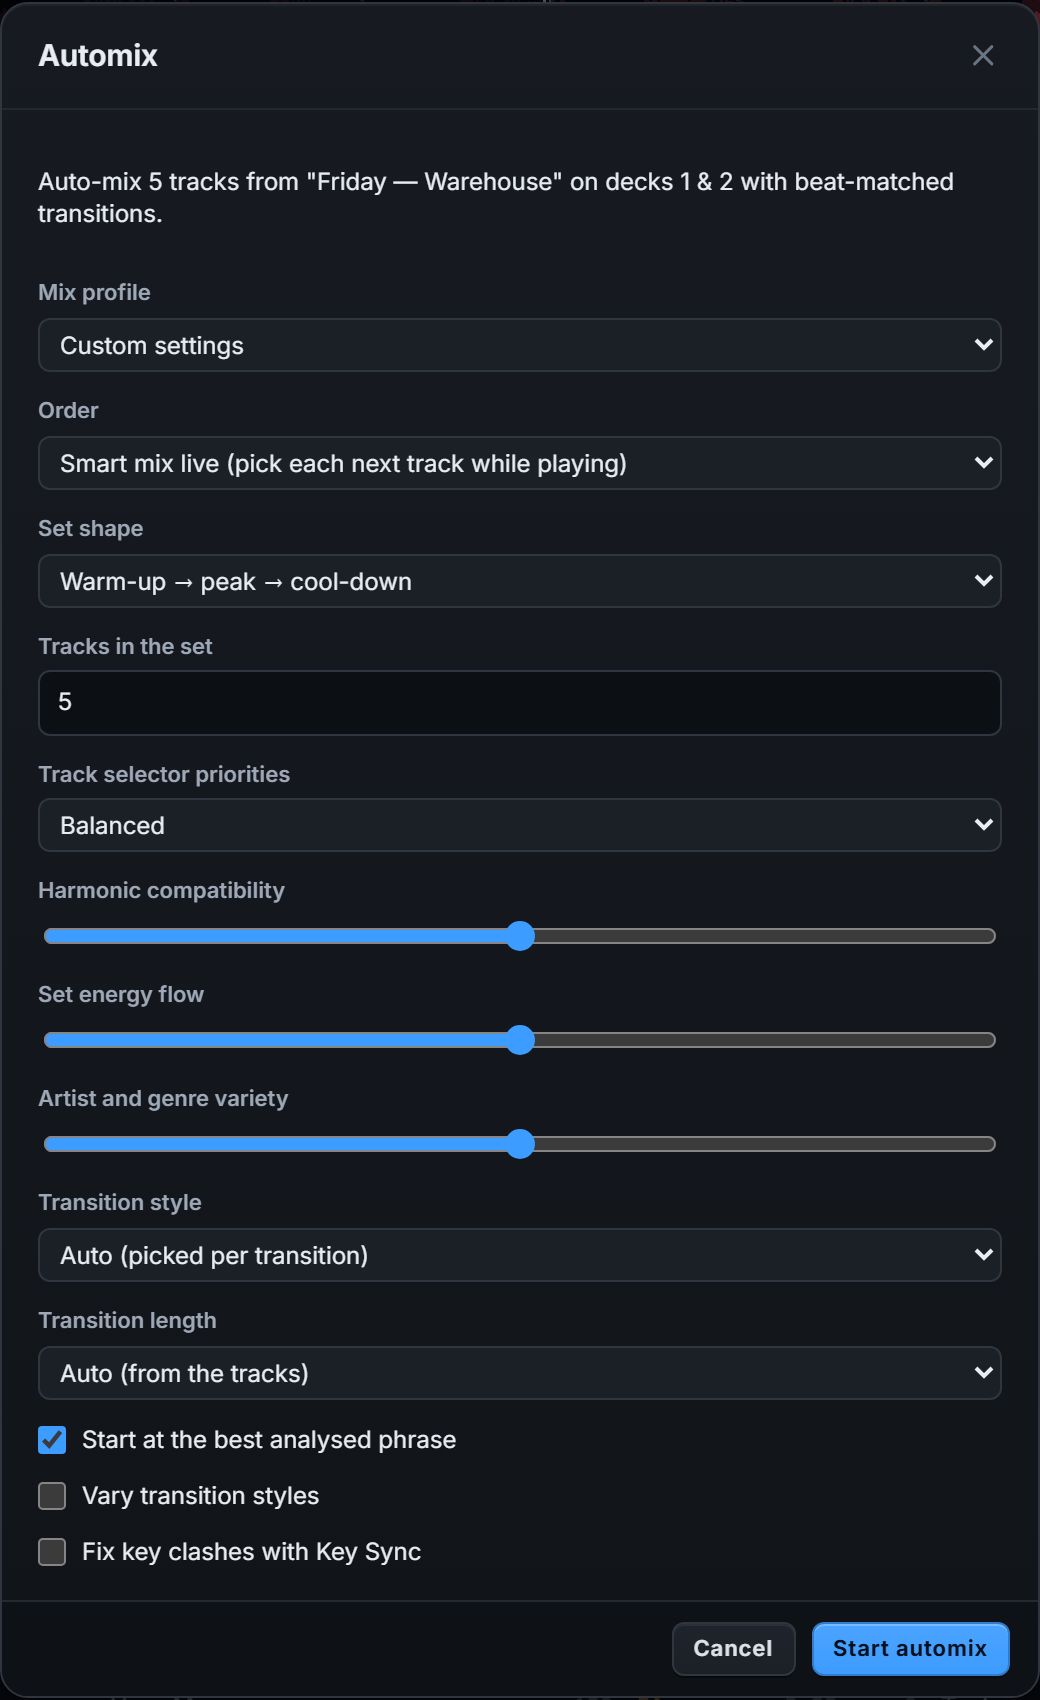 Automix
Auto-mix 5 tracks from "Friday — Warehouse" on decks 1 & 2 with beat-matched
transitions.
Mix profile
Custom settings
Order
Smart mix live (pick each next track while playing)
Set shape
Warm-up → peak → cool-down
Tracks in the set
5
Track selector priorities
Balanced
Harmonic compatibility
Set energy flow
Artist and genre variety
Transition style
Auto (picked per transition)
Transition length
Auto (from the tracks)
Start at the best analysed phrase
Vary transition styles
Fix key clashes with Key Sync
Cancel
Start automix